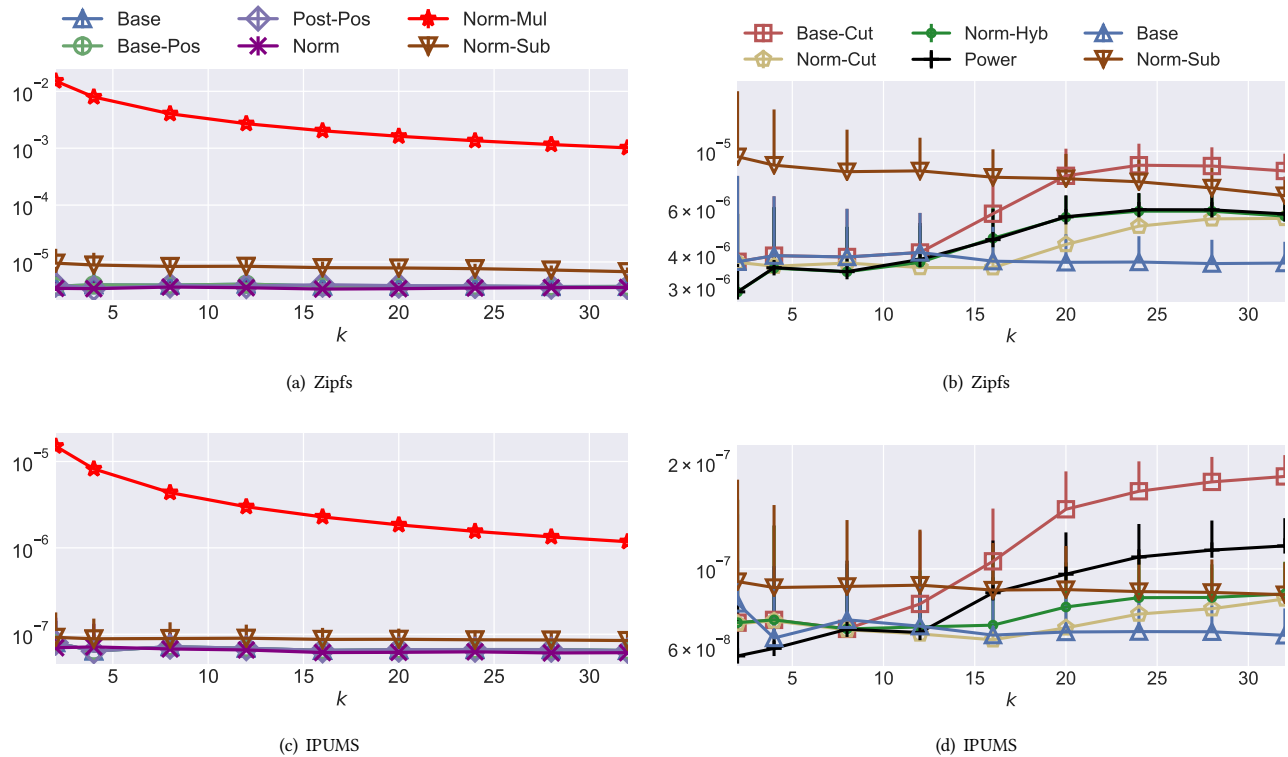 Base Post-Pos Norm-Mul
Base-Pos Norm Norm-Sub
10⁻²
10⁻³
10⁻⁴
10⁻⁵
5 10 15 20 25 30
k
(a) Zipfs
Base-Cut Norm-Hyb Base
Norm-Cut Power Norm-Sub
10⁻⁵
6 × 10⁻⁶
4 × 10⁻⁶
3 × 10⁻⁶
5 10 15 20 25 30
k
(b) Zipfs
10⁻⁵
10⁻⁶
10⁻⁷
5 10 15 20 25 30
k
(c) IPUMS
2 × 10⁻⁷
10⁻⁷
6 × 10⁻⁸
5 10 15 20 25 30
k
(d) IPUMS